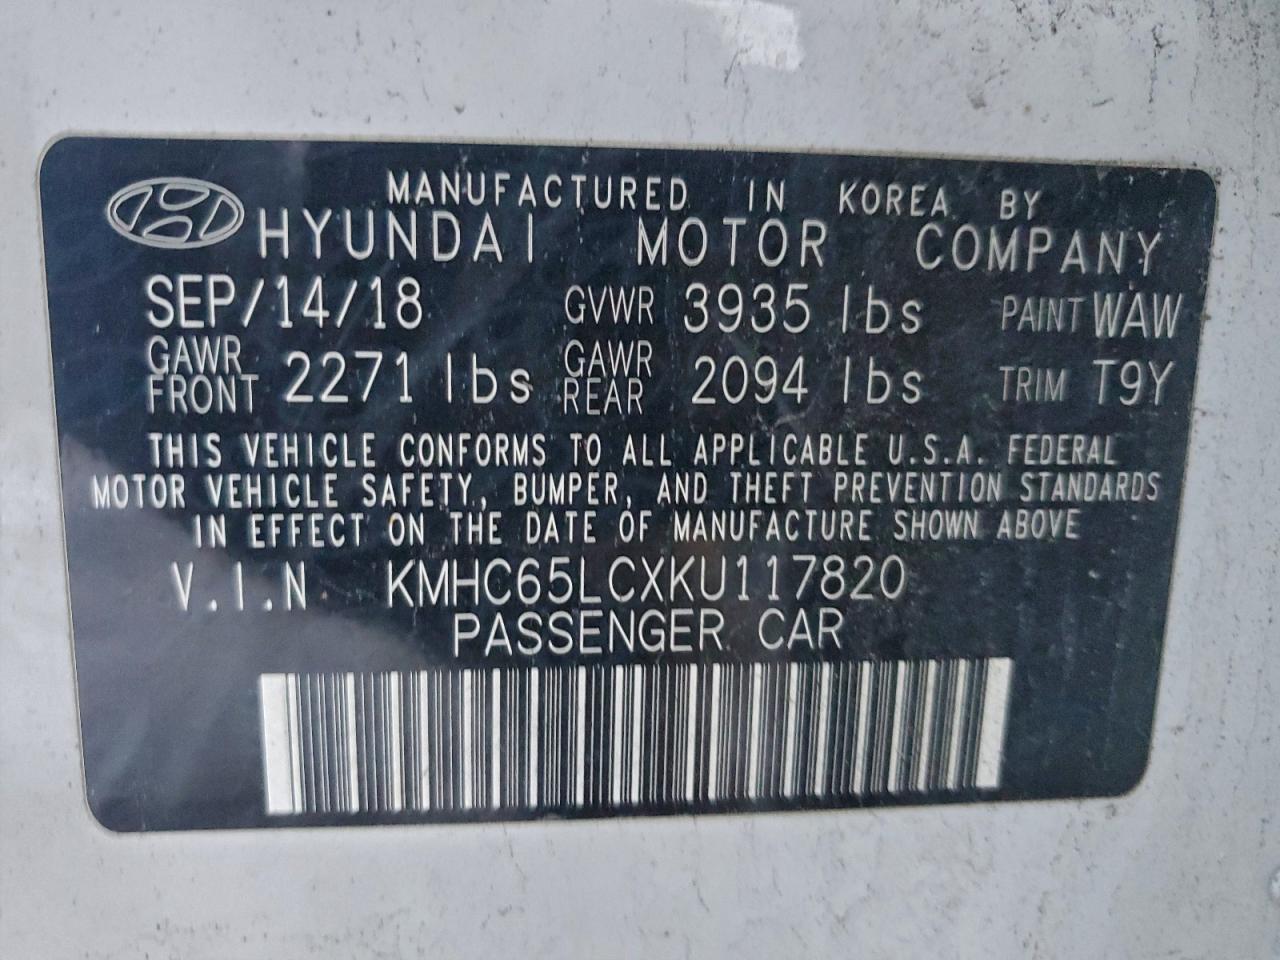 MANUFACTURED IN KOREA BY
HYUNDAI MOTOR COMPANY
SEP/14/18 GVWR 3935 lbs PAINT WAW
GAWR FRONT 2271 lbs GAWR REAR 2094 lbs TRIM T9Y
THIS VEHICLE CONFORMS TO ALL APPLICABLE U.S.A. FEDERAL
MOTOR VEHICLE SAFETY, BUMPER, AND THEFT PREVENTION STANDARDS
IN EFFECT ON THE DATE OF MANUFACTURE SHOWN ABOVE
V.I.N KMHC65LCXKU117820
PASSENGER CAR